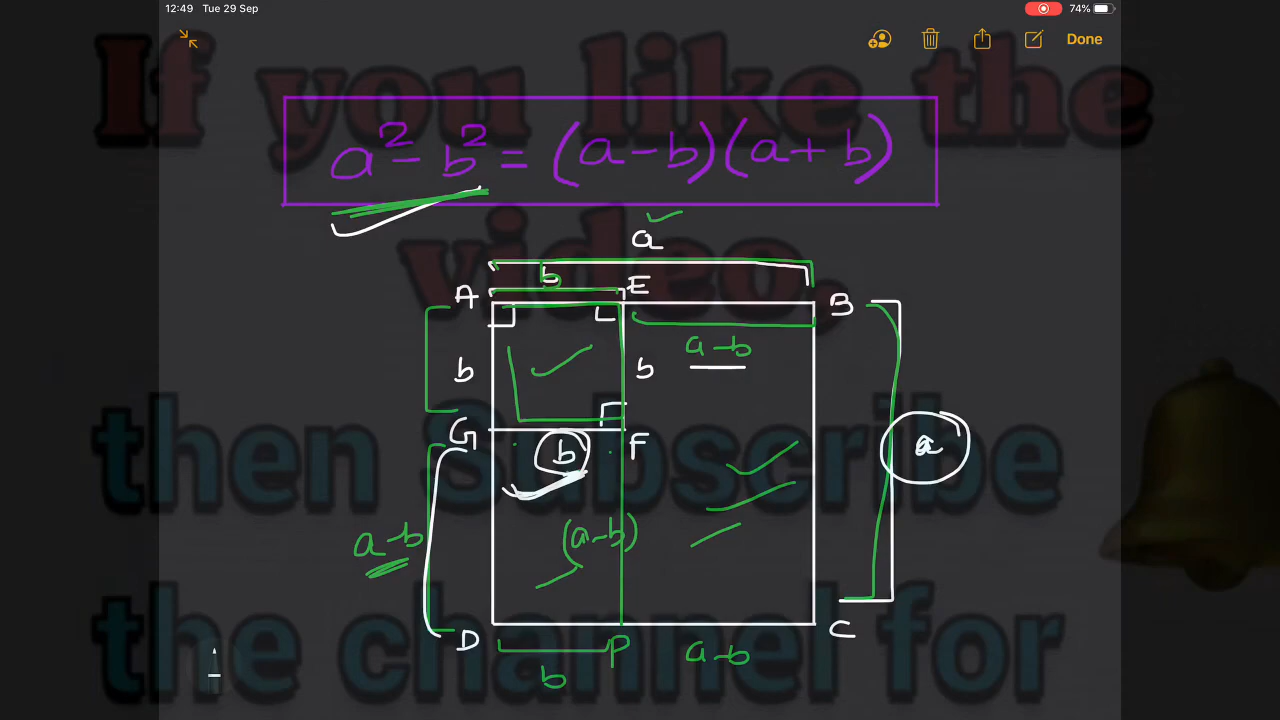 12:49 Tue 29 Sep
74%
Done
If you like the
video,
then Subscribe
the channel for
a² - b² = (a - b)(a + b)
a
b
A E B
b b a-b
G F
b a
a-b (a-b)
D P C
b a-b